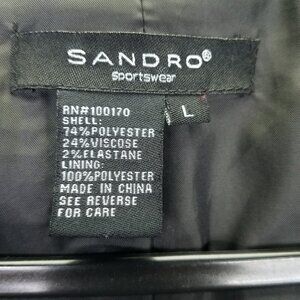 SANDRO®
sportswear
L
RN#100170
SHELL:
74%POLYESTER
24%VISCOSE
2%ELASTANE
LINING:
100%POLYESTER
MADE IN CHINA
SEE REVERSE
FOR CARE